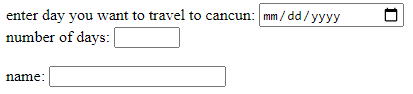 enter day you want to travel to cancun: mm/dd/yyyy
number of days:
name: